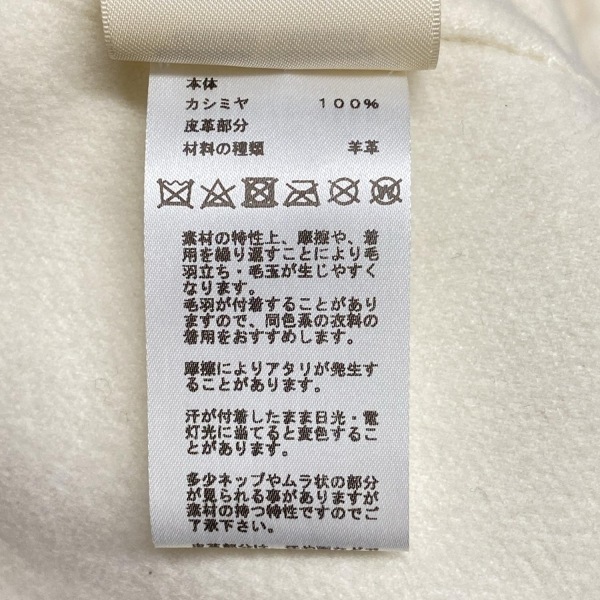 本体
カシミヤ 100%
皮革部分
材料の種類 羊革
素材の特性上、摩擦や、着
用を繰り返すことにより毛
羽立ち・毛玉が生じやすく
なります。
毛羽が付着することがあり
ますので、同色系の衣料の
着用をおすすめします。
摩擦によりアタリが発生す
ることがあります。
汗が付着したまま日光・電
灯光に当てると変色するこ
とがあります。
多少ネップやムラ状の部分
が見られる事がありますが
素材の持つ特性ですのでご
了承下さい。
皮革部分は、